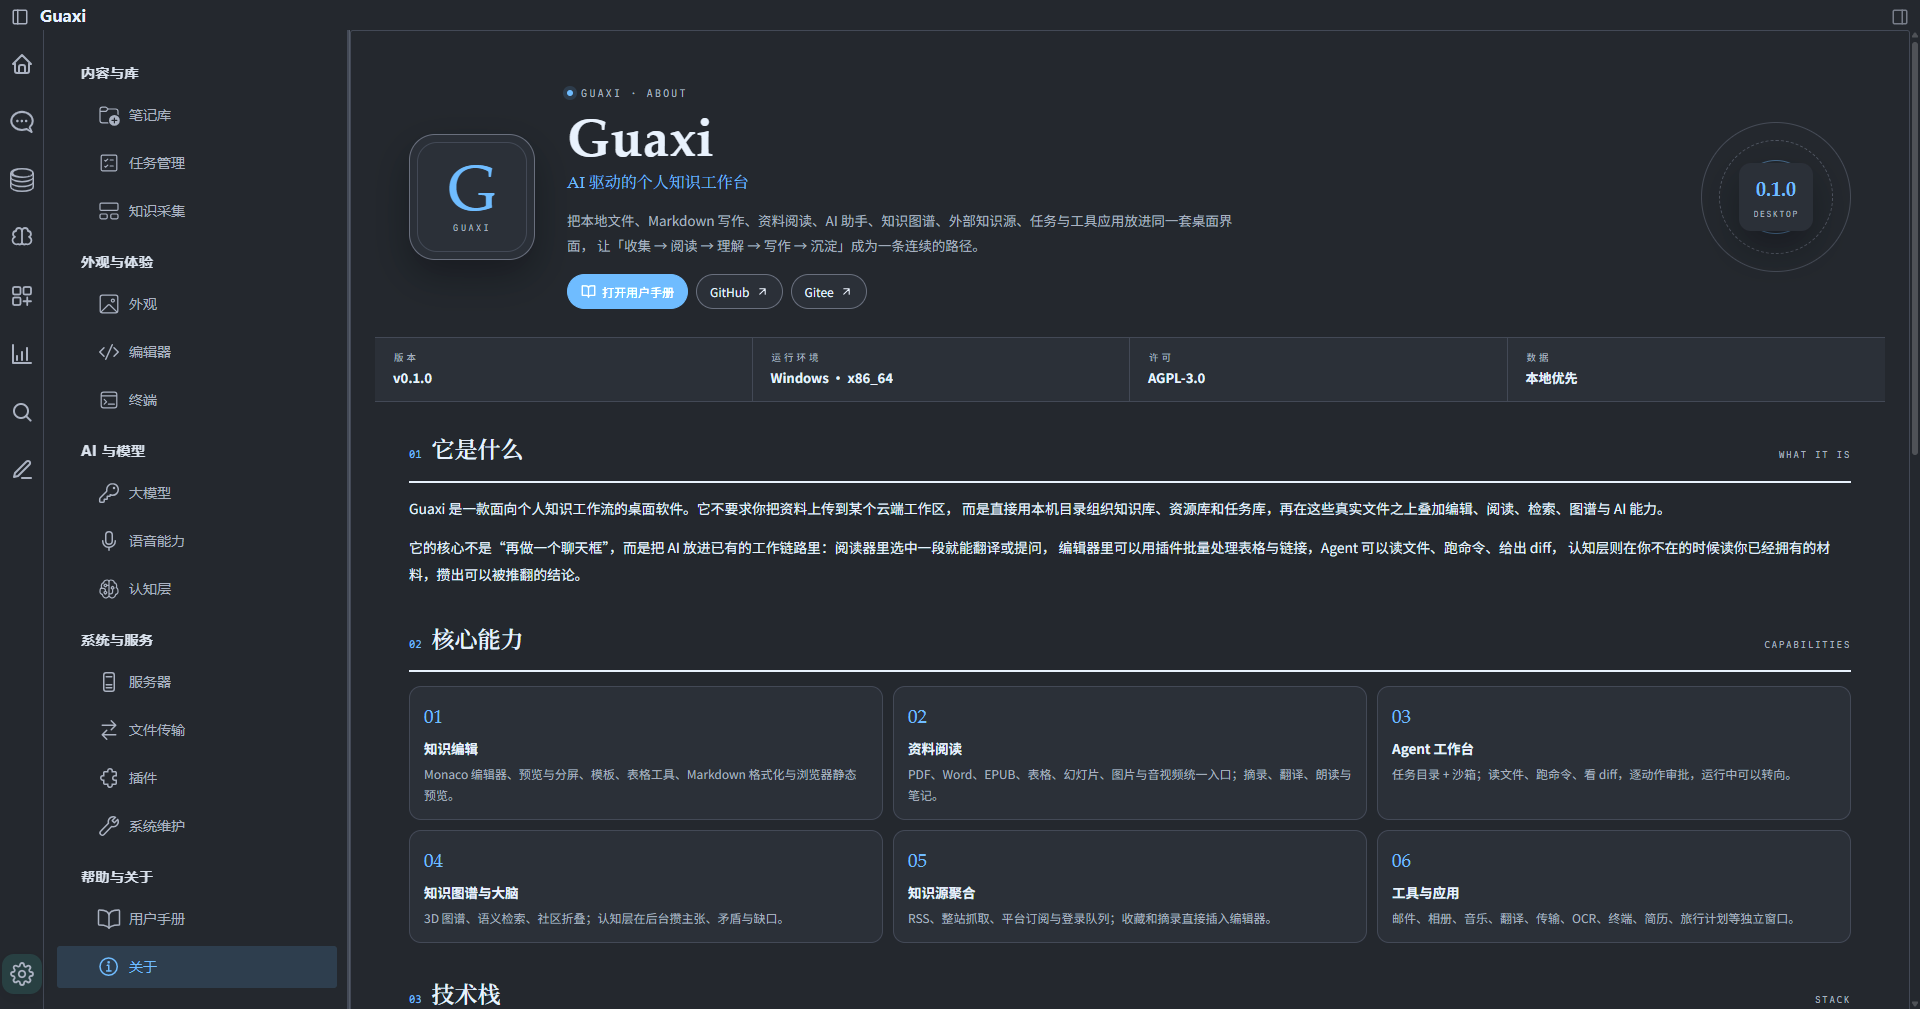 Guaxi
内容与库
笔记库
任务管理
知识采集
外观与体验
外观
编辑器
终端
AI 与模型
大模型
语音能力
认知层
系统与服务
服务器
文件传输
插件
系统维护
帮助与关于
用户手册
关于
GUAXI · ABOUT
G
GUAXI
Guaxi
AI 驱动的个人知识工作台
把本地文件、Markdown 写作、资料阅读、AI 助手、知识图谱、外部知识源、任务与工具应用放进同一套桌面界
面， 让「收集 → 阅读 → 理解 → 写作 → 沉淀」成为一条连续的路径。
打开用户手册
GitHub
Gitee
0.1.0
DESKTOP
版本
v0.1.0
运行环境
Windows • x86_64
许可
AGPL-3.0
数据
本地优先
01 它是什么
WHAT IT IS
Guaxi 是一款面向个人知识工作流的桌面软件。它不要求你把资料上传到某个云端工作区， 而是直接用本机目录组织知识库、资源库和任务库，再在这些真实文件之上叠加编辑、阅读、检索、图谱与 AI 能力。
它的核心不是“再做一个聊天框”，而是把 AI 放进已有的工作链路里：阅读器里选中一段就能翻译或提问， 编辑器里可以用插件批量处理表格与链接，Agent 可以读文件、跑命令、给出 diff， 认知层则在你不在的时候读你已经拥有的材
料，攒出可以被推翻的结论。
02 核心能力
CAPABILITIES
01
知识编辑
Monaco 编辑器、预览与分屏、模板、表格工具、Markdown 格式化与浏览器静态
预览。
02
资料阅读
PDF、Word、EPUB、表格、幻灯片、图片与音视频统一入口；摘录、翻译、朗读与
笔记。
03
Agent 工作台
任务目录 + 沙箱；读文件、跑命令、看 diff，逐动作审批，运行中可以转向。
04
知识图谱与大脑
3D 图谱、语义检索、社区折叠；认知层在后台攒主张、矛盾与缺口。
05
知识源聚合
RSS、整站抓取、平台订阅与登录队列；收藏和摘录直接插入编辑器。
06
工具与应用
邮件、相册、音乐、翻译、传输、OCR、终端、简历、旅行计划等独立窗口。
03 技术栈
STACK